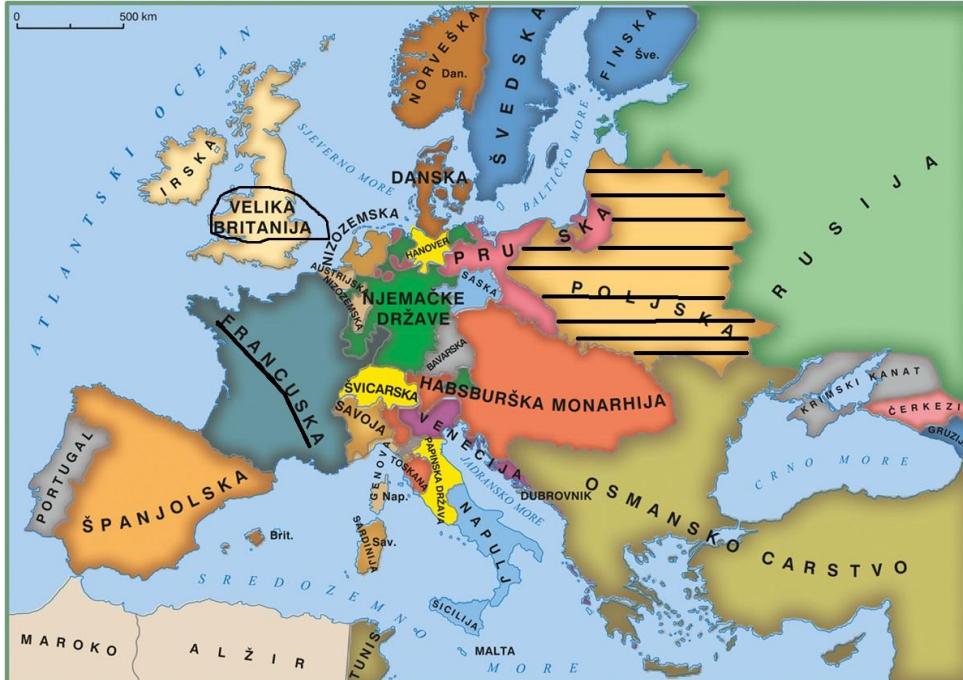 0 500 km
ATLANTSKI OCEAN
NORVEŠKA
Dan.
ŠVEDSKA
FINSKA
Šve.
SJEVERNO MORE
BALTIČKO MORE
IRSKA
VELIKA
BRITANIJA
DANSKA
NIZOZEMSKA
HANOVER
PRUSKA
RUSIJA
AUSTRIJSKA
NIZOZEMSKA
SASKA
NJEMAČKE
DRŽAVE
POLJSKA
FRANCUSKA
BAVARSKA
ŠVICARSKA
HABSBURŠKA MONARHIJA
KRIMSKI KANAT
ČERKEZI
GRUZIJ
SAVOJA
VENECIJA
PORTUGAL
ŠPANJOLSKA
GENOVA
TOSKANA
PAPINSKA DRŽAVA
JADRANSKO MORE
DUBROVNIK
CRNO MORE
OSMANSKO CARSTVO
Nap.
NAPULJ
Brit.
SARDINIJA
Sav.
SREDOZEMNO
MORE
SICILIJA
MALTA
MAROKO
ALŽIR
TUNIS